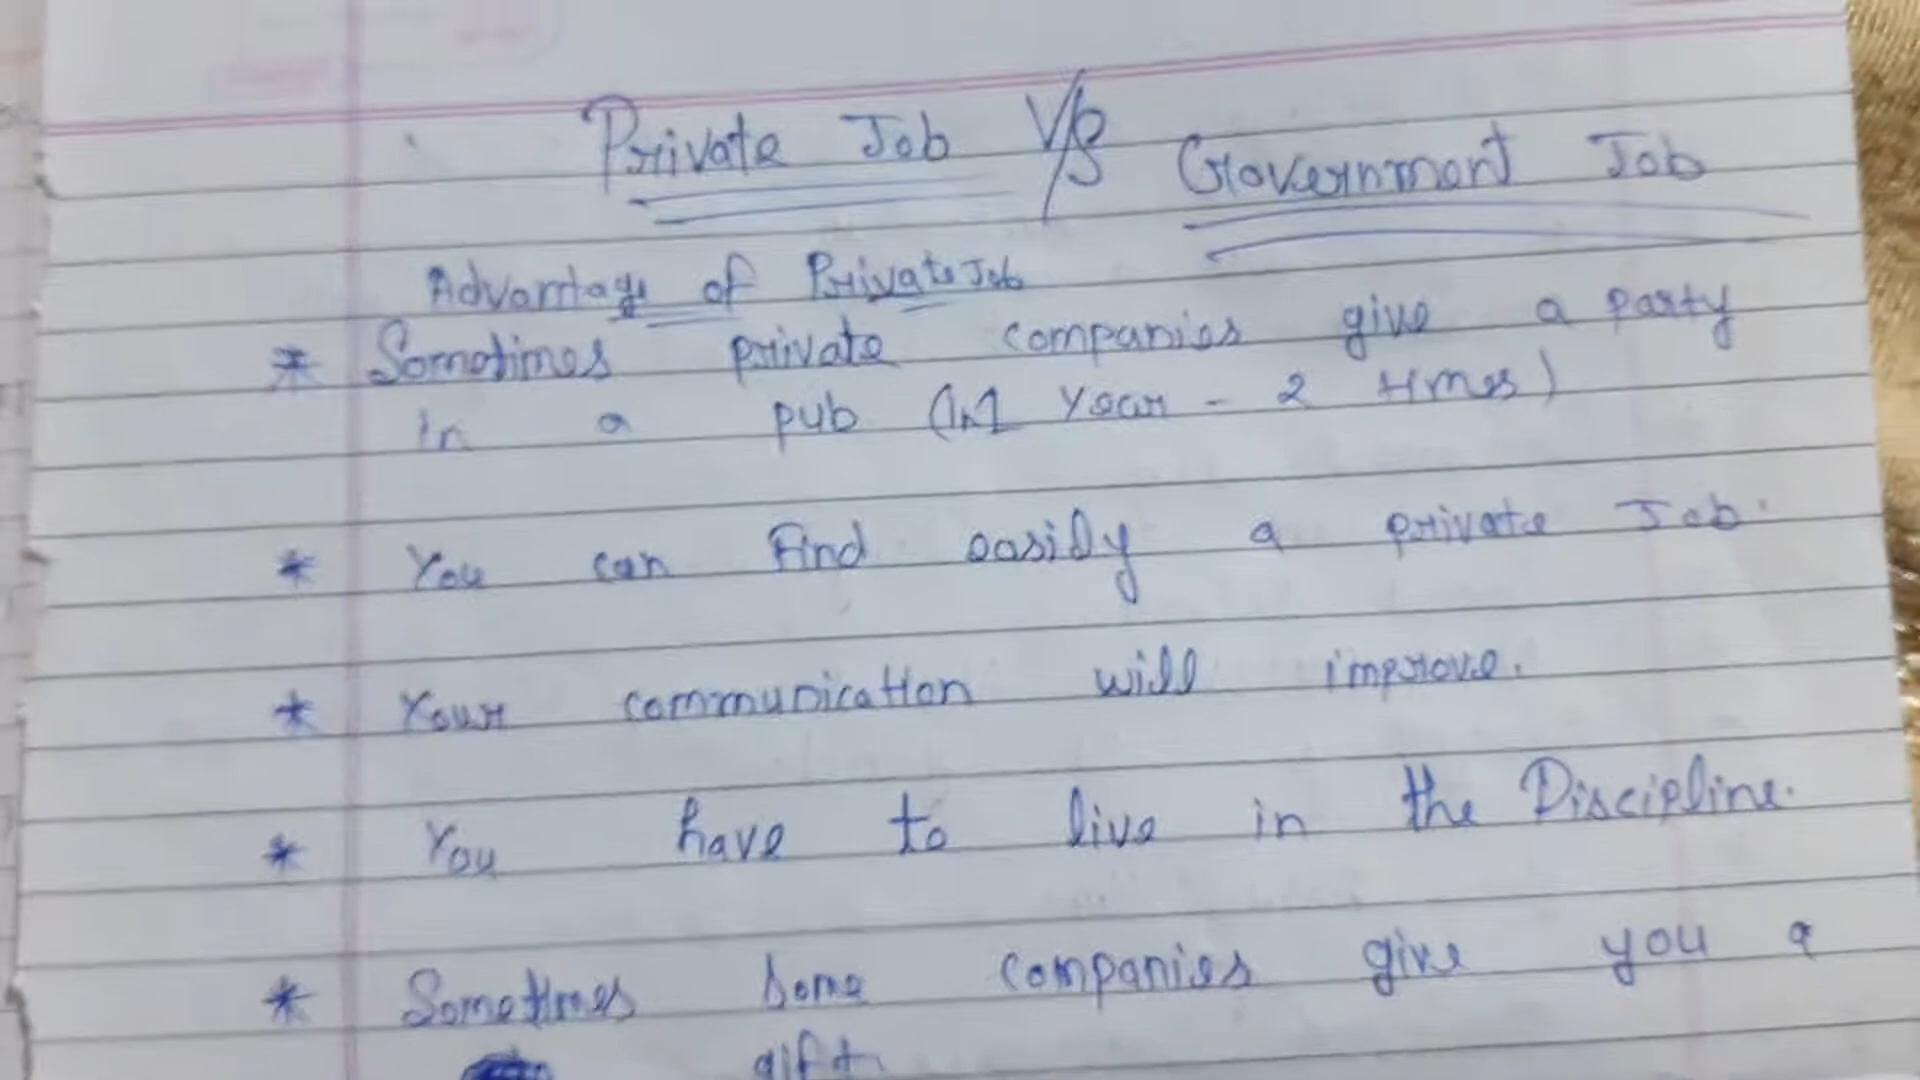 Private Job V/s Government Job
Advantage of Private Job
* Sometimes private companies give a party
in a pub (in 1 year - 2 times)
* You can Find easily a private Job.
* Your communication will improve.
* You have to live in the Discipline.
* Sometimes some companies give you a
gift